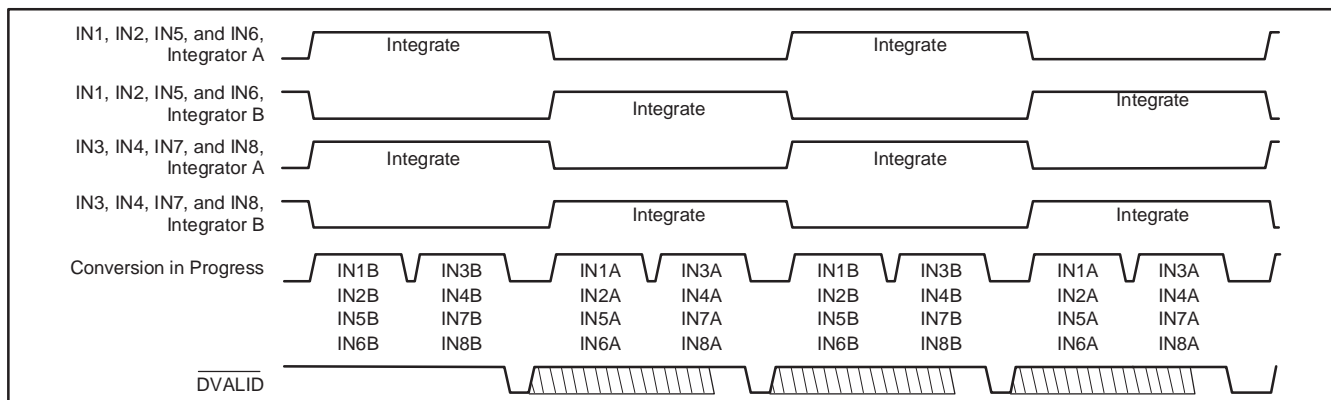 IN1, IN2, IN5, and IN6,
Integrator A
Integrate
Integrate
IN1, IN2, IN5, and IN6,
Integrator B
Integrate
Integrate
IN3, IN4, IN7, and IN8,
Integrator A
Integrate
Integrate
IN3, IN4, IN7, and IN8,
Integrator B
Integrate
Integrate
Conversion in Progress
IN1B IN3B IN1A IN3A IN1B IN3B IN1A IN3A
IN2B IN4B IN2A IN4A IN2B IN4B IN2A IN4A
IN5B IN7B IN5A IN7A IN5B IN7B IN5A IN7A
IN6B IN8B IN6A IN8A IN6B IN8B IN6A IN8A
DVALID